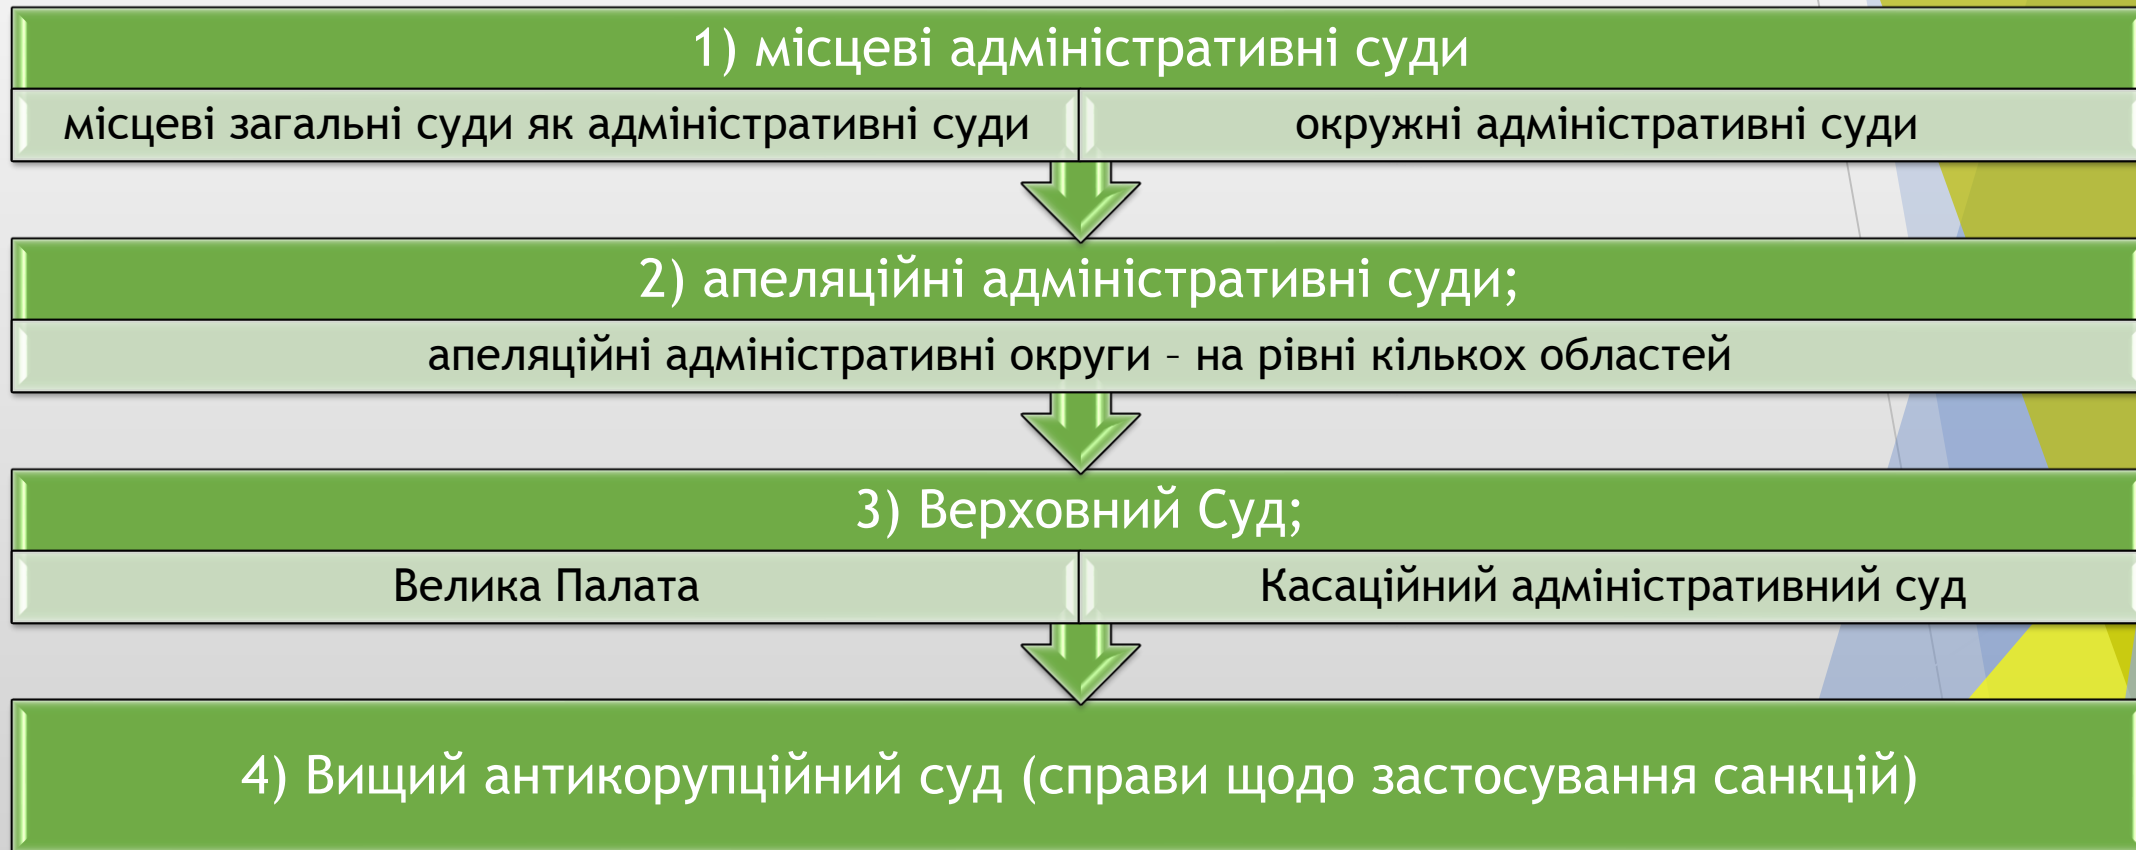 1) місцеві адміністративні суди
місцеві загальні суди як адміністративні суди
окружні адміністративні суди
2) апеляційні адміністративні суди;
апеляційні адміністративні округи – на рівні кількох областей
3) Верховний Суд;
Велика Палата
Касаційний адміністративний суд
4) Вищий антикорупційний суд (справи щодо застосування санкцій)